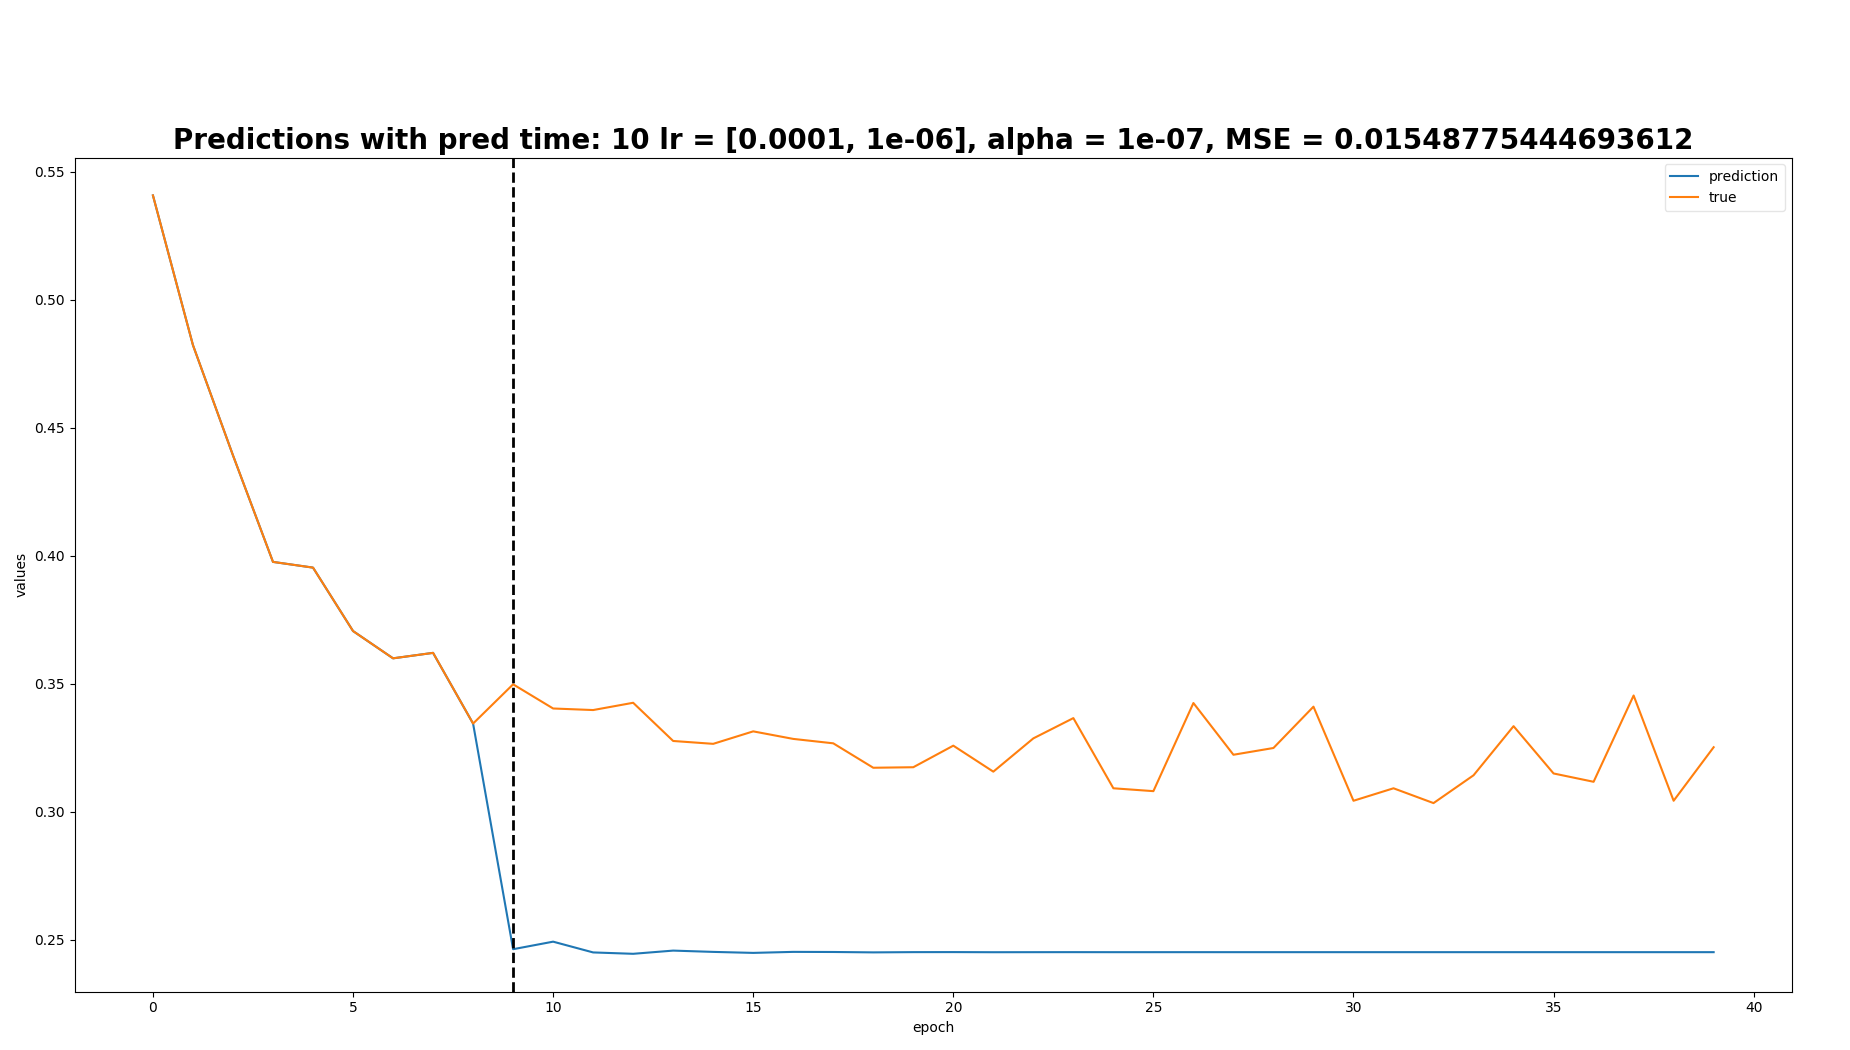 Predictions with pred time: 10 lr = [0.0001, 1e-06], alpha = 1e-07, MSE = 0.01548775444693612
prediction
true
0.55
0.50
0.45
0.40
0.35
0.30
0.25
values
0 5 10 15 20 25 30 35 40
epoch